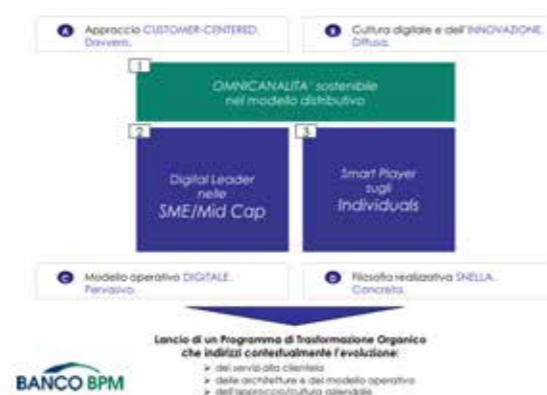 A Approccio CUSTOMER-CENTERED.
Davvero.
B Cultura digitale e dell'INNOVAZIONE.
Diffusa.
1
OMNICANALITA' sostenibile
nel modello distributivo
2
Digital Leader
nelle
SME/Mid Cap
3
Smart Player
sugli
Individuals
C Modello operativo DIGITALE.
Pervasivo.
D Filosofia realizzativa SNELLA.
Concreta.
Lancio di un Programma di Trasformazione Organico
che indirizzi contestualmente l'evoluzione:
➢ dei servizi alla clientela
➢ delle architetture e del modello operativo
➢ dell'approccio/cultura aziendale
BANCO BPM